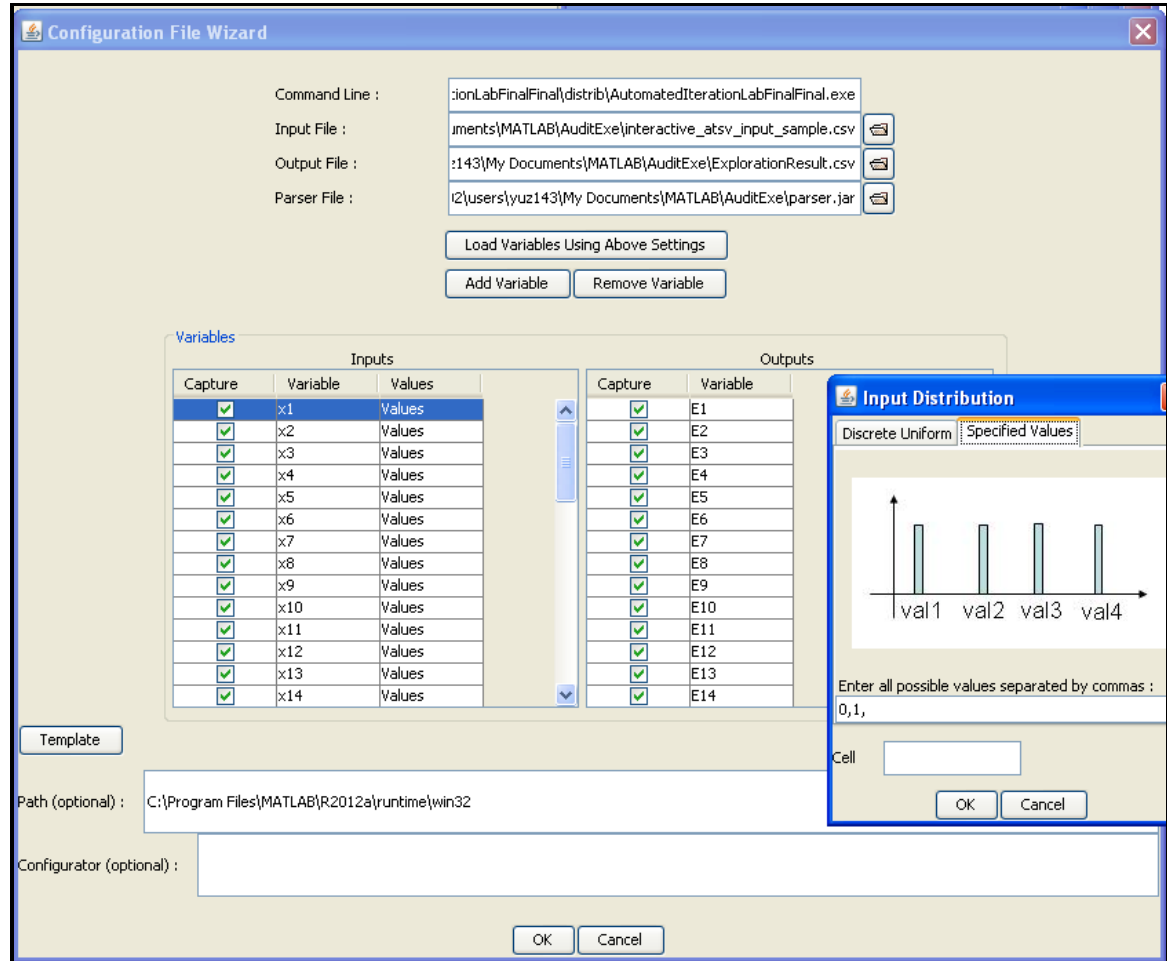 Configuration File Wizard
Command Line :
:ionLabFinalFinal\distrib\AutomatedIterationLabFinalFinal.exe
Input File :
uments\MATLAB\AuditExe\interactive_atsv_input_sample.csv
Output File :
:143\My Documents\MATLAB\AuditExe\ExplorationResult.csv
Parser File :
\users\yuz143\My Documents\MATLAB\AuditExe\parser.jar
Load Variables Using Above Settings
Add Variable Remove Variable
Variables
Inputs Outputs
Capture Variable Values Capture Variable
x1 Values E1
x2 Values E2
x3 Values E3
x4 Values E4
x5 Values E5
x6 Values E6
x7 Values E7
x8 Values E8
x9 Values E9
x10 Values E10
x11 Values E11
x12 Values E12
x13 Values E13
x14 Values E14
Input Distribution
Discrete Uniform Specified Values
val1 val2 val3 val4
Enter all possible values separated by commas :
0,1,
Cell
OK Cancel
Template
Path (optional) : C:\Program Files\MATLAB\R2012a\runtime\win32
Configurator (optional) :
OK Cancel